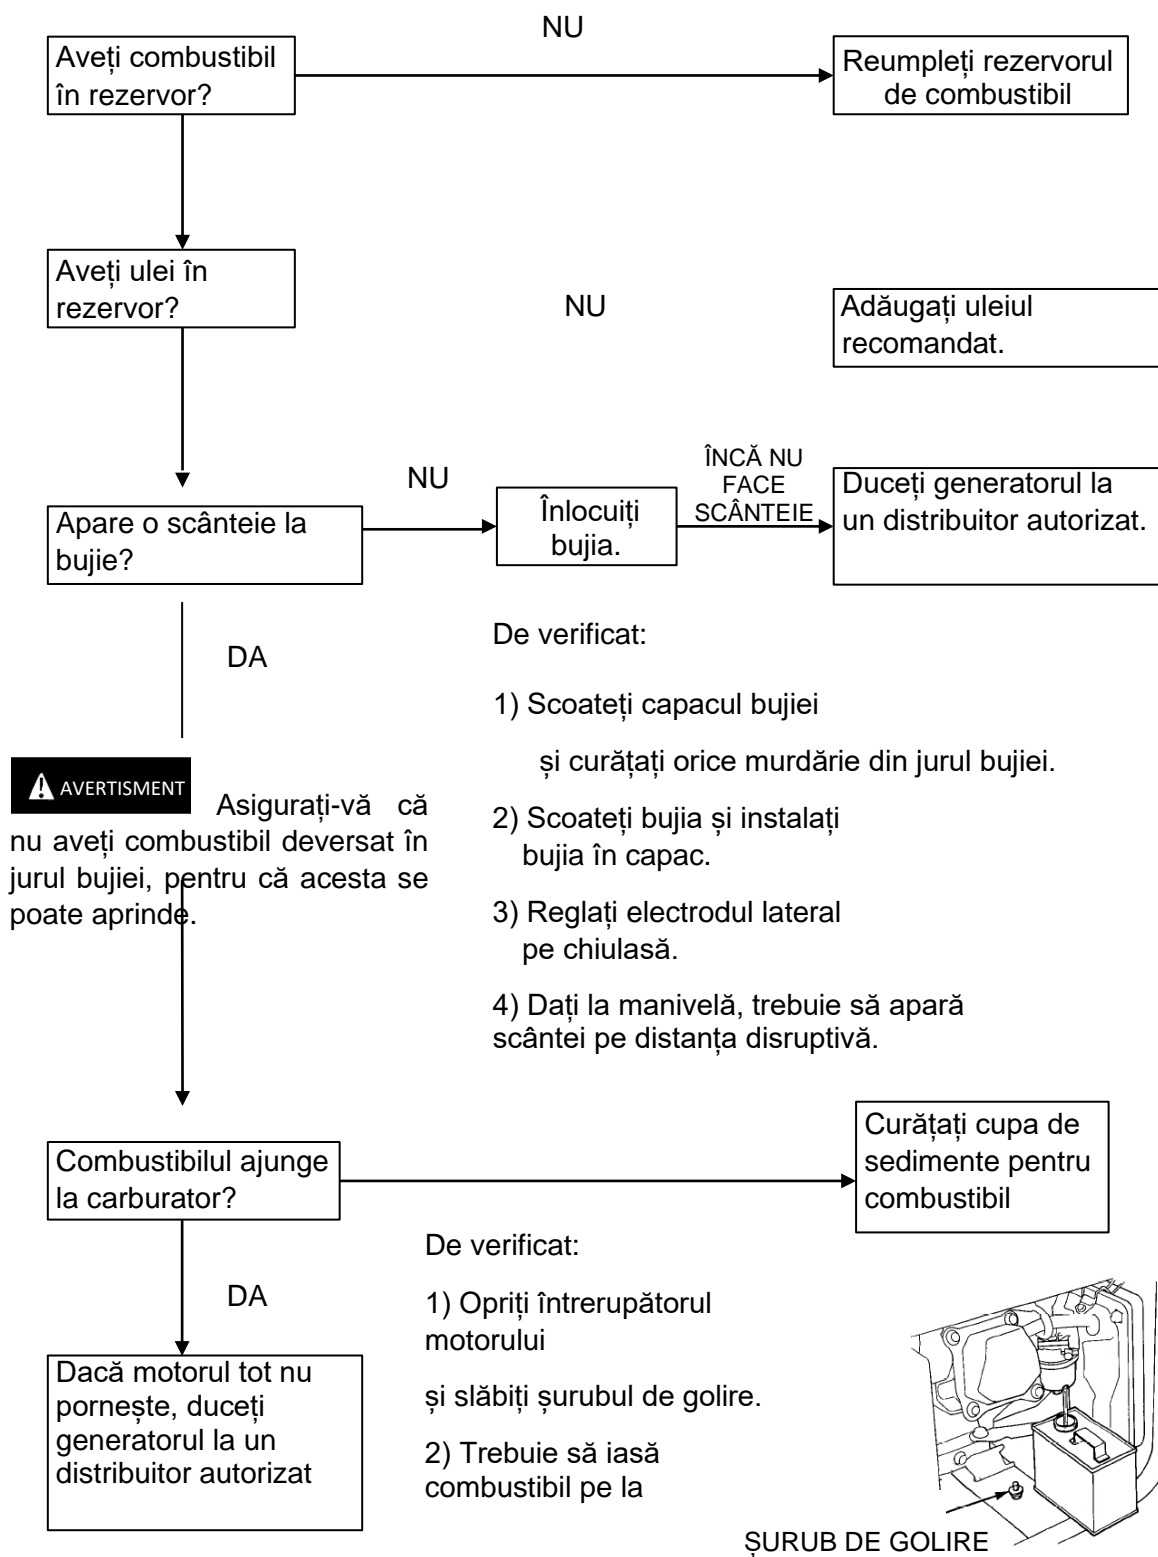 NU
Aveți combustibil
în rezervor?
Reumpleți rezervorul
de combustibil
Aveți ulei în
rezervor?
NU
Adăugați uleiul
recomandat.
Apare o scânteie la
bujie?
NU
Înlocuiți
bujia.
ÎNCĂ NU
FACE
SCÂNTEIE
Duceți generatorul la
un distribuitor autorizat.
DA
De verificat:
1) Scoateți capacul bujiei
și curățați orice murdărie din jurul bujiei.
2) Scoateți bujia și instalați
bujia în capac.
3) Reglați electrodul lateral
pe chiulasă.
4) Dați la manivelă, trebuie să apară
scântei pe distanța disruptivă.
AVERTISMENT
Asigurați-vă că
nu aveți combustibil deversat în
jurul bujiei, pentru că acesta se
poate aprinde.
Combustibilul ajunge
la carburator?
Curățați cupa de
sedimente pentru
combustibil
DA
De verificat:
1) Opriți întrerupătorul
motorului
și slăbiți șurubul de golire.
2) Trebuie să iasă
combustibil pe la
Dacă motorul tot nu
pornește, duceți
generatorul la un
distribuitor autorizat
ȘURUB DE GOLIRE